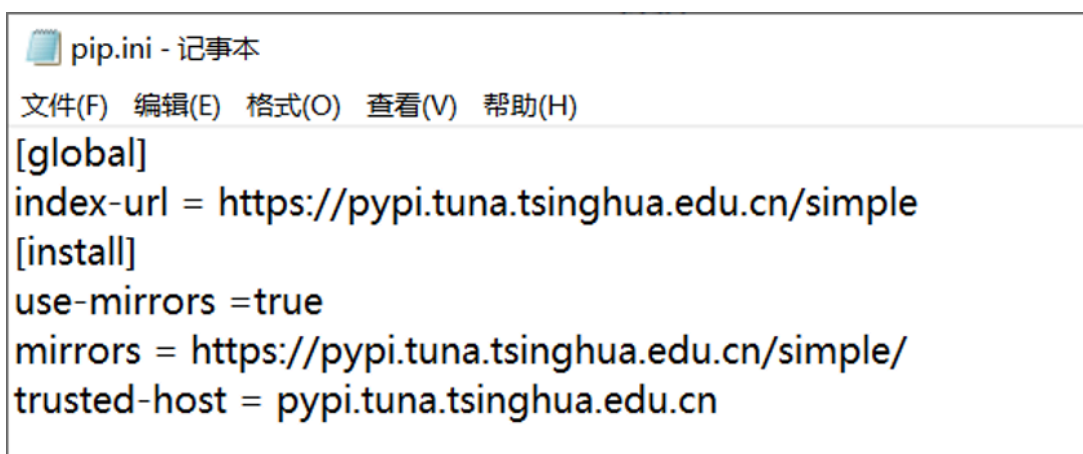 pip.ini - 记事本
文件(F) 编辑(E) 格式(O) 查看(V) 帮助(H)
[global]
index-url = https://pypi.tuna.tsinghua.edu.cn/simple
[install]
use-mirrors =true
mirrors = https://pypi.tuna.tsinghua.edu.cn/simple/
trusted-host = pypi.tuna.tsinghua.edu.cn